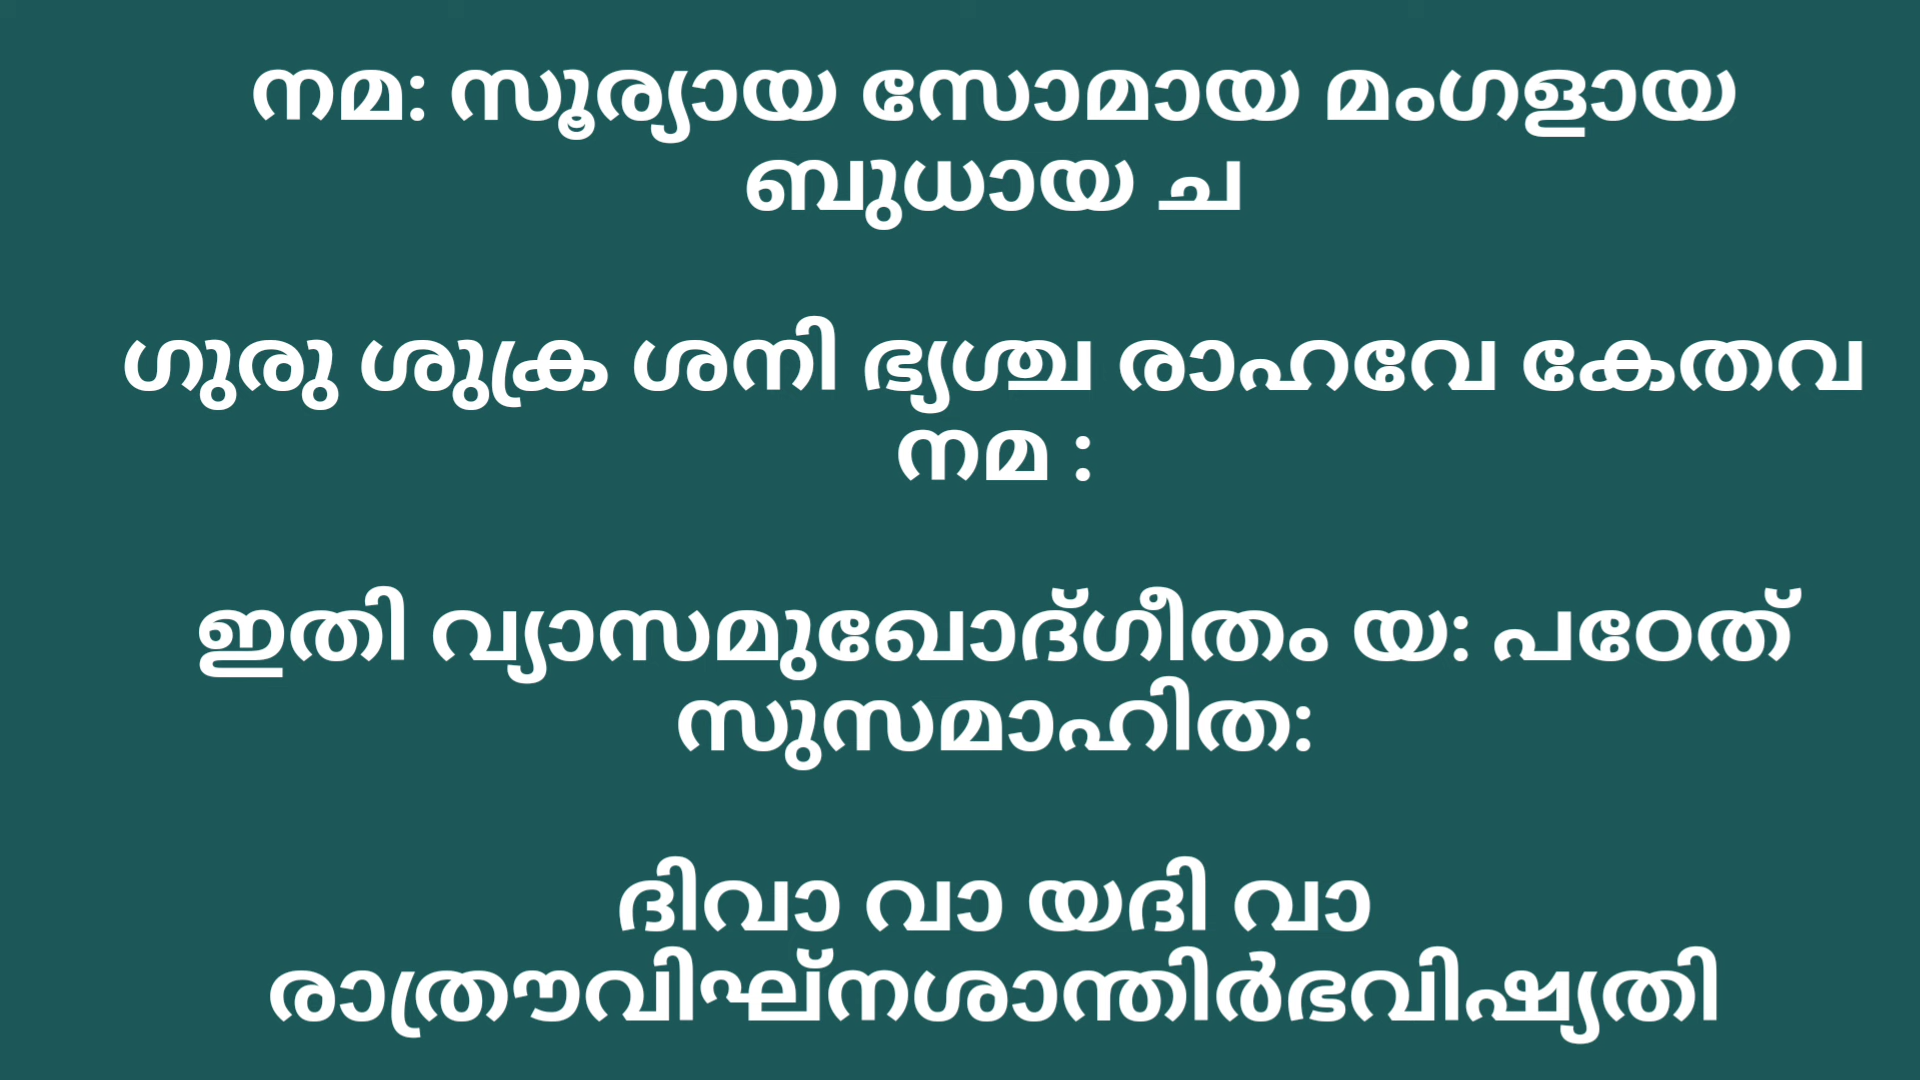 നമ: സൂര്യായ സോമായ മംഗളായ
ബുധായ ച
ഗുരു ശുക്ര ശനി ഭ്യശ്ച രാഹവേ കേതവ
നമ :
ഇതി വ്യാസമുഖോദ്ഗീതം യ: പഠേത്
സുസമാഹിത:
ദിവാ വാ യദി വാ
രാത്രൗവിഘ്നശാന്തിർഭവിഷ്യതി